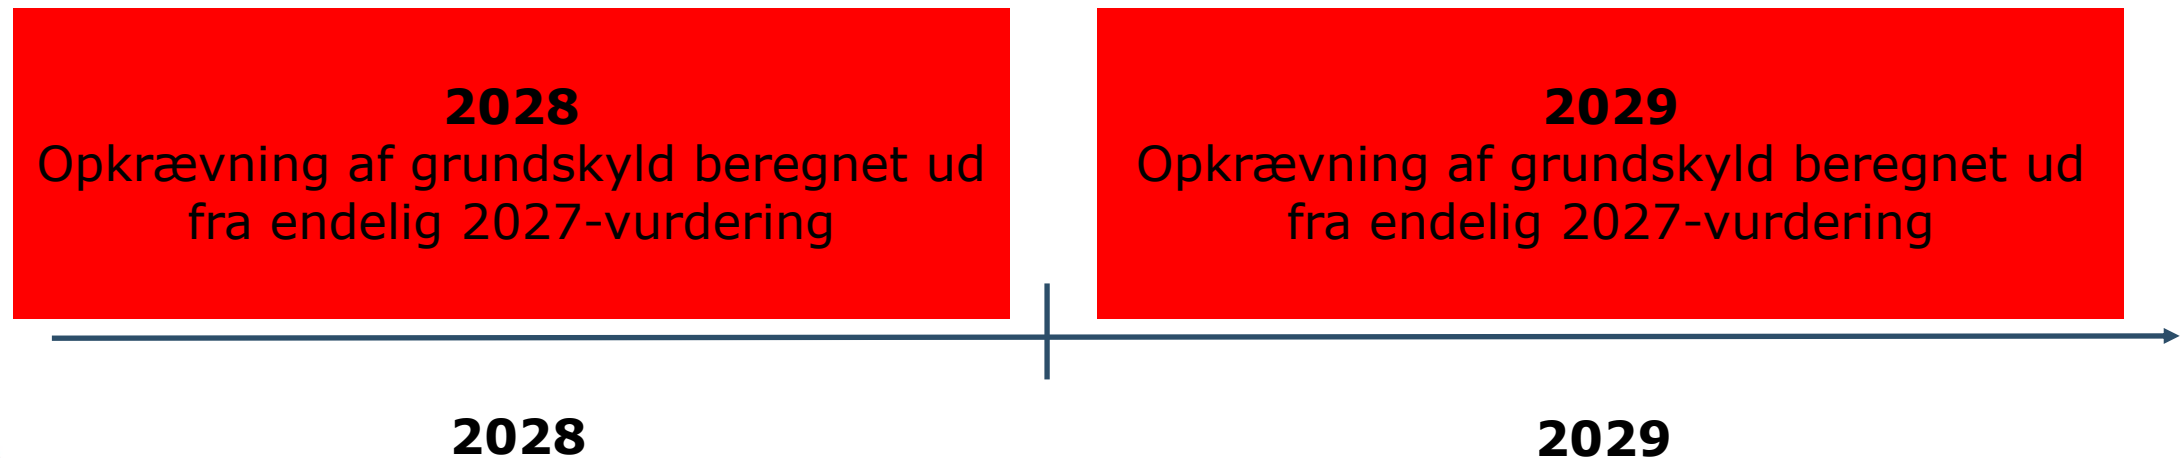 2028
Opkrævning af grundskyld beregnet ud
fra endelig 2027-vurdering
2029
Opkrævning af grundskyld beregnet ud
fra endelig 2027-vurdering
2028
2029